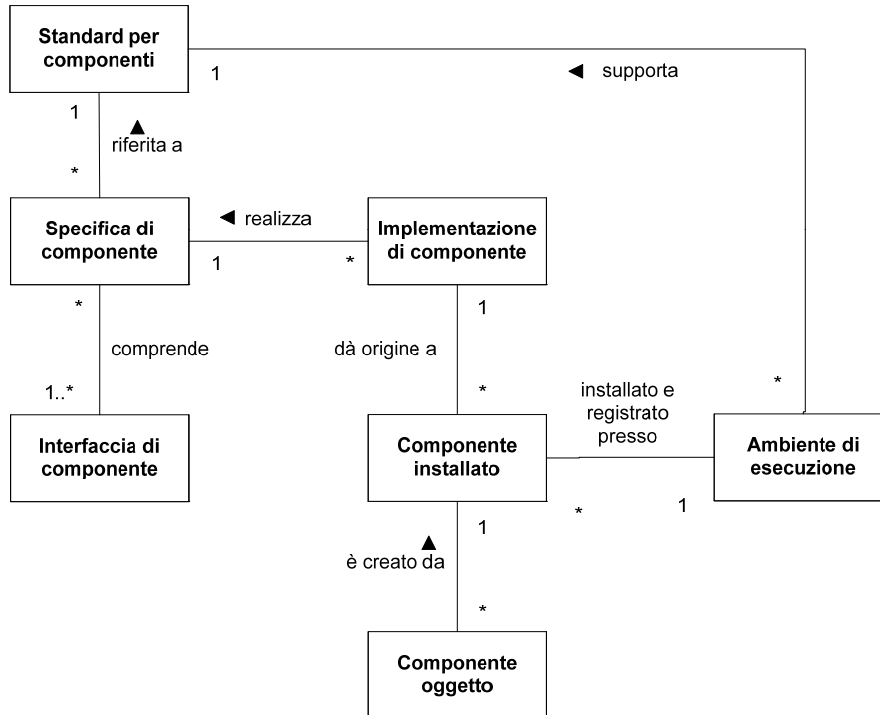 Standard per
componenti
1
supporta
1
riferita a
*
Specifica di
componente
realizza
1
*
Implementazione
di componente
*
1
comprende
dà origine a
1..*
*
installato e
registrato
presso
*
Interfaccia di
componente
Componente
installato
Ambiente di
esecuzione
*
1
1
è creato da
*
Componente
oggetto